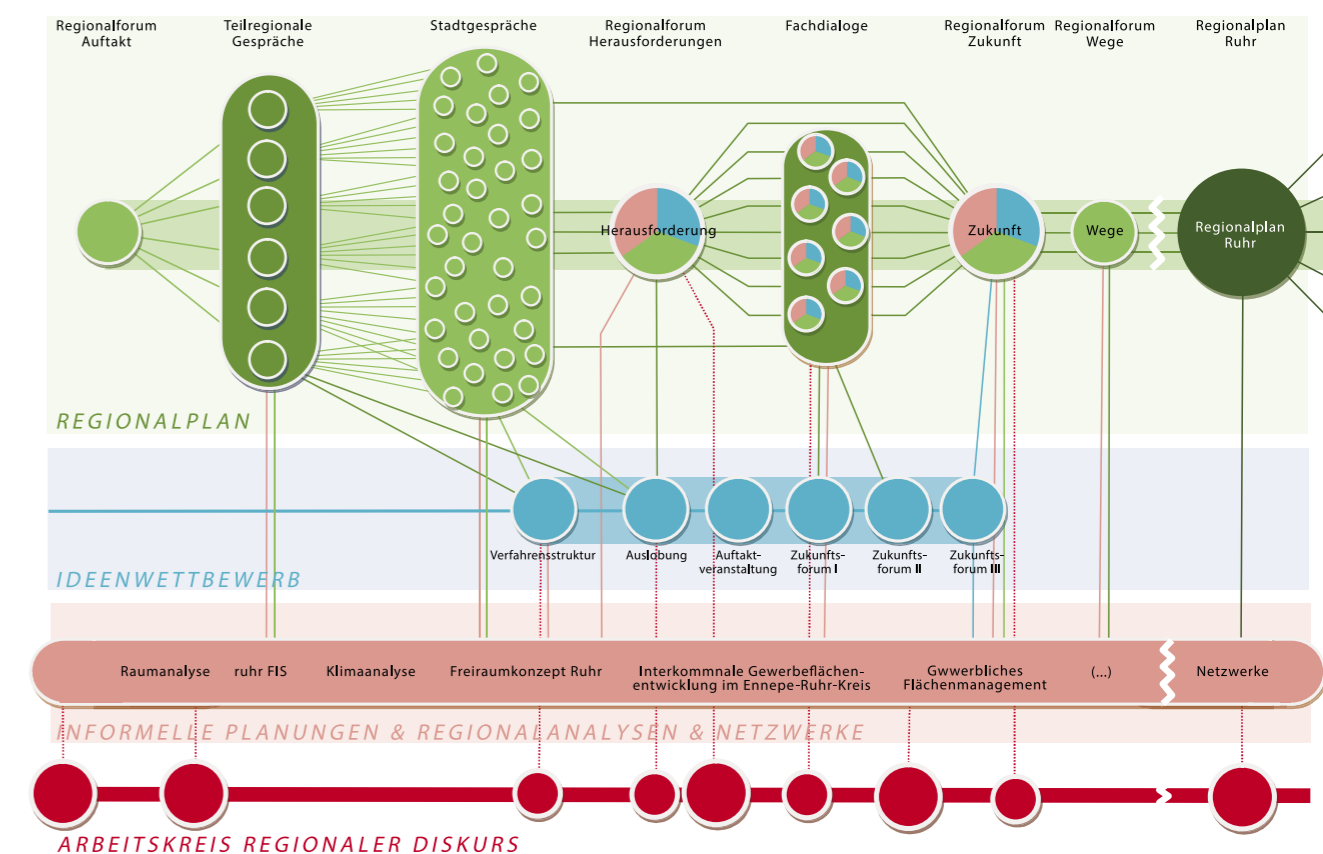 Regionalforum
Auftakt
Teilregionale
Gespräche
Stadtgespräche
Regionalforum
Herausforderungen
Fachdialoge
Regionalforum
Zukunft
Regionalforum
Wege
Regionalplan
Ruhr
Herausforderung
Zukunft
Wege
Regionalplan
Ruhr
REGIONALPLAN
Verfahrensstruktur
Auslobung
Auftakt-
veranstaltung
Zukunfts-
forum I
Zukunfts-
forum II
Zukunfts-
forum III
IDEENWETTBEWERB
Raumanalyse
ruhr FIS
Klimaanalyse
Freiraumkonzept Ruhr
Interkommnale Gewerbeflächen-
entwicklung im Ennepe-Ruhr-Kreis
Gwwerbliches
Flächenmanagement
(...)
Netzwerke
INFORMELLE PLANUNGEN & REGIONALANALYSEN & NETZWERKE
ARBEITSKREIS REGIONALER DISKURS